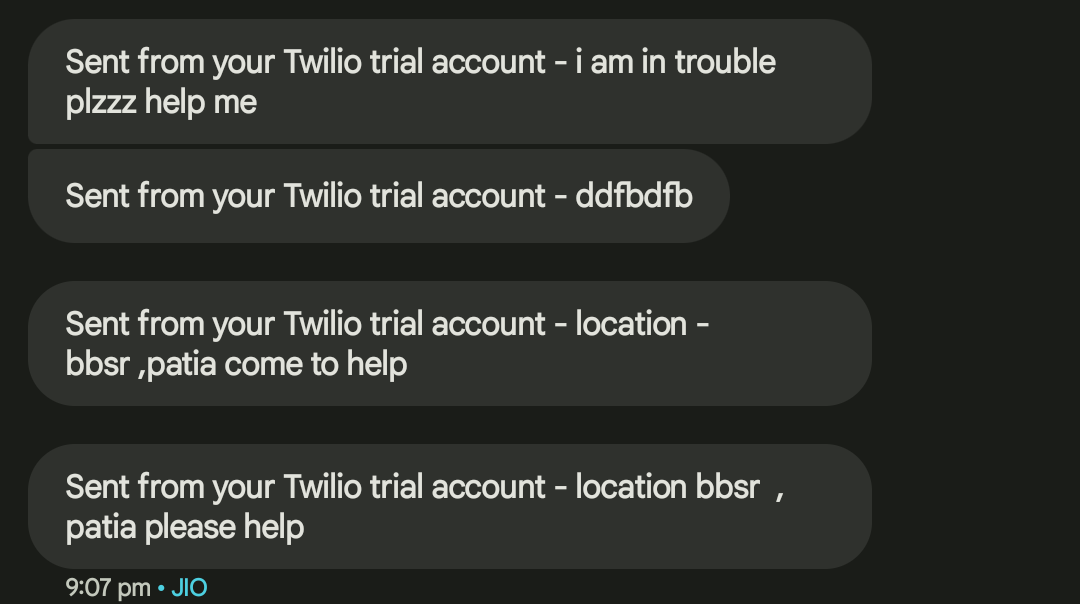 Sent from your Twilio trial account - i am in trouble
plzzz help me
Sent from your Twilio trial account - ddfbdfb
Sent from your Twilio trial account - location -
bbsr ,patia come to help
Sent from your Twilio trial account - location bbsr  ,
patia please help
9:07 pm • JIO